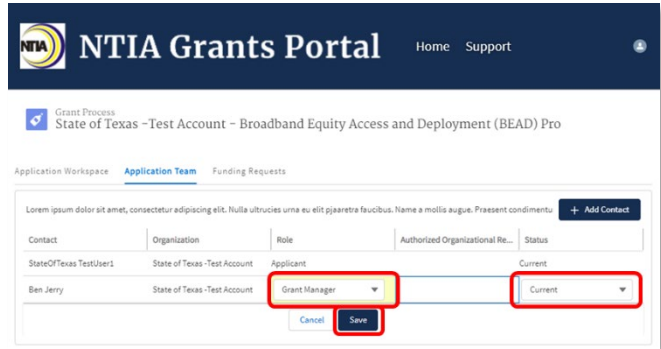 NTIA NTIA Grants Portal Home Support
Grant Process
State of Texas -Test Account - Broadband Equity Access and Deployment (BEAD) Pro
Application Workspace Application Team Funding Requests
Lorem ipsum dolor sit amet, consectetur adipiscing elit. Nulla ultrucies urna eu elit pjaaretra faucibus. Name a mollis augue. Praesent condimentu + Add Contact
Contact Organization Role Authorized Organizational Re... Status
StateOfTexas TestUser1 State of Texas -Test Account Applicant Current
Ben Jerry State of Texas -Test Account Grant Manager Current
Cancel Save